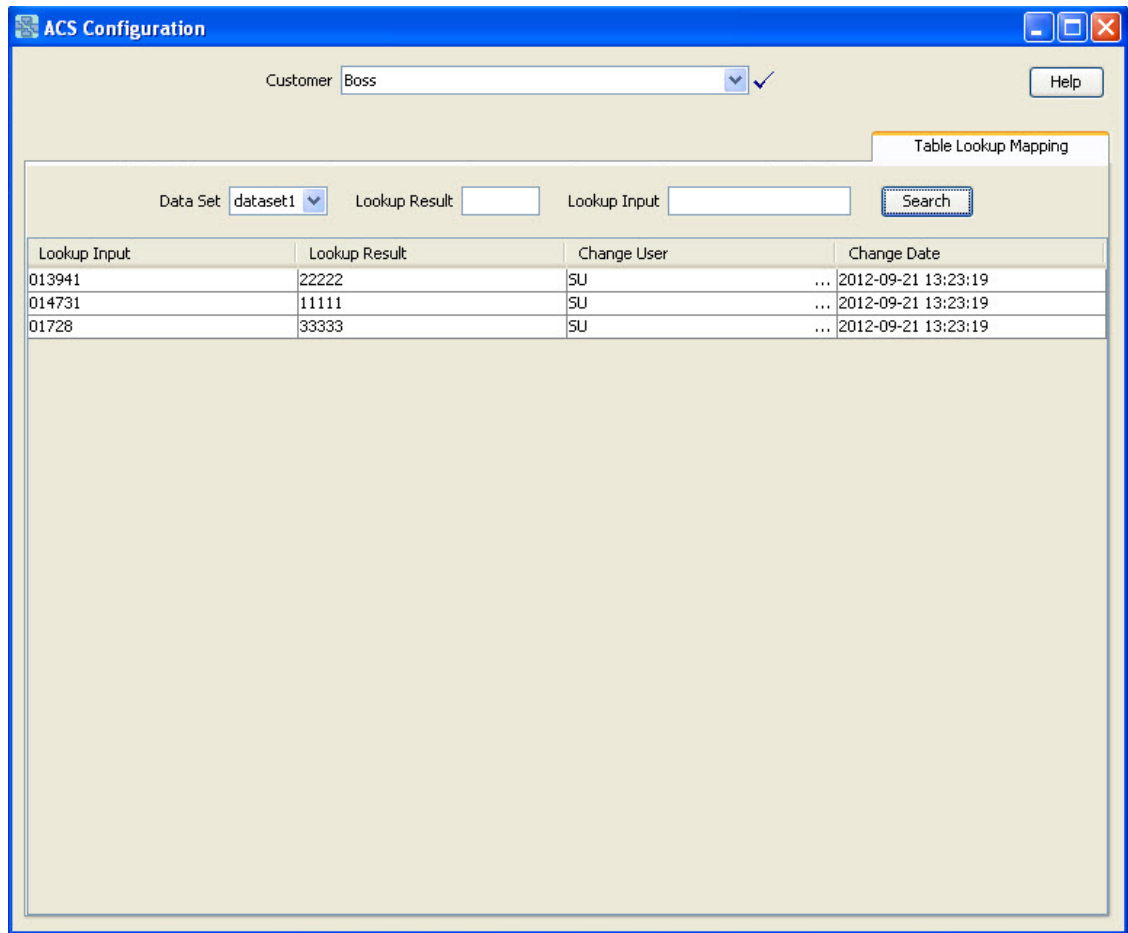 ACS Configuration
Customer Boss Help
Table Lookup Mapping
Data Set dataset1 Lookup Result Lookup Input Search
Lookup Input Lookup Result Change User Change Date
013941 22222 SU ... 2012-09-21 13:23:19
014731 11111 SU ... 2012-09-21 13:23:19
01728 33333 SU ... 2012-09-21 13:23:19